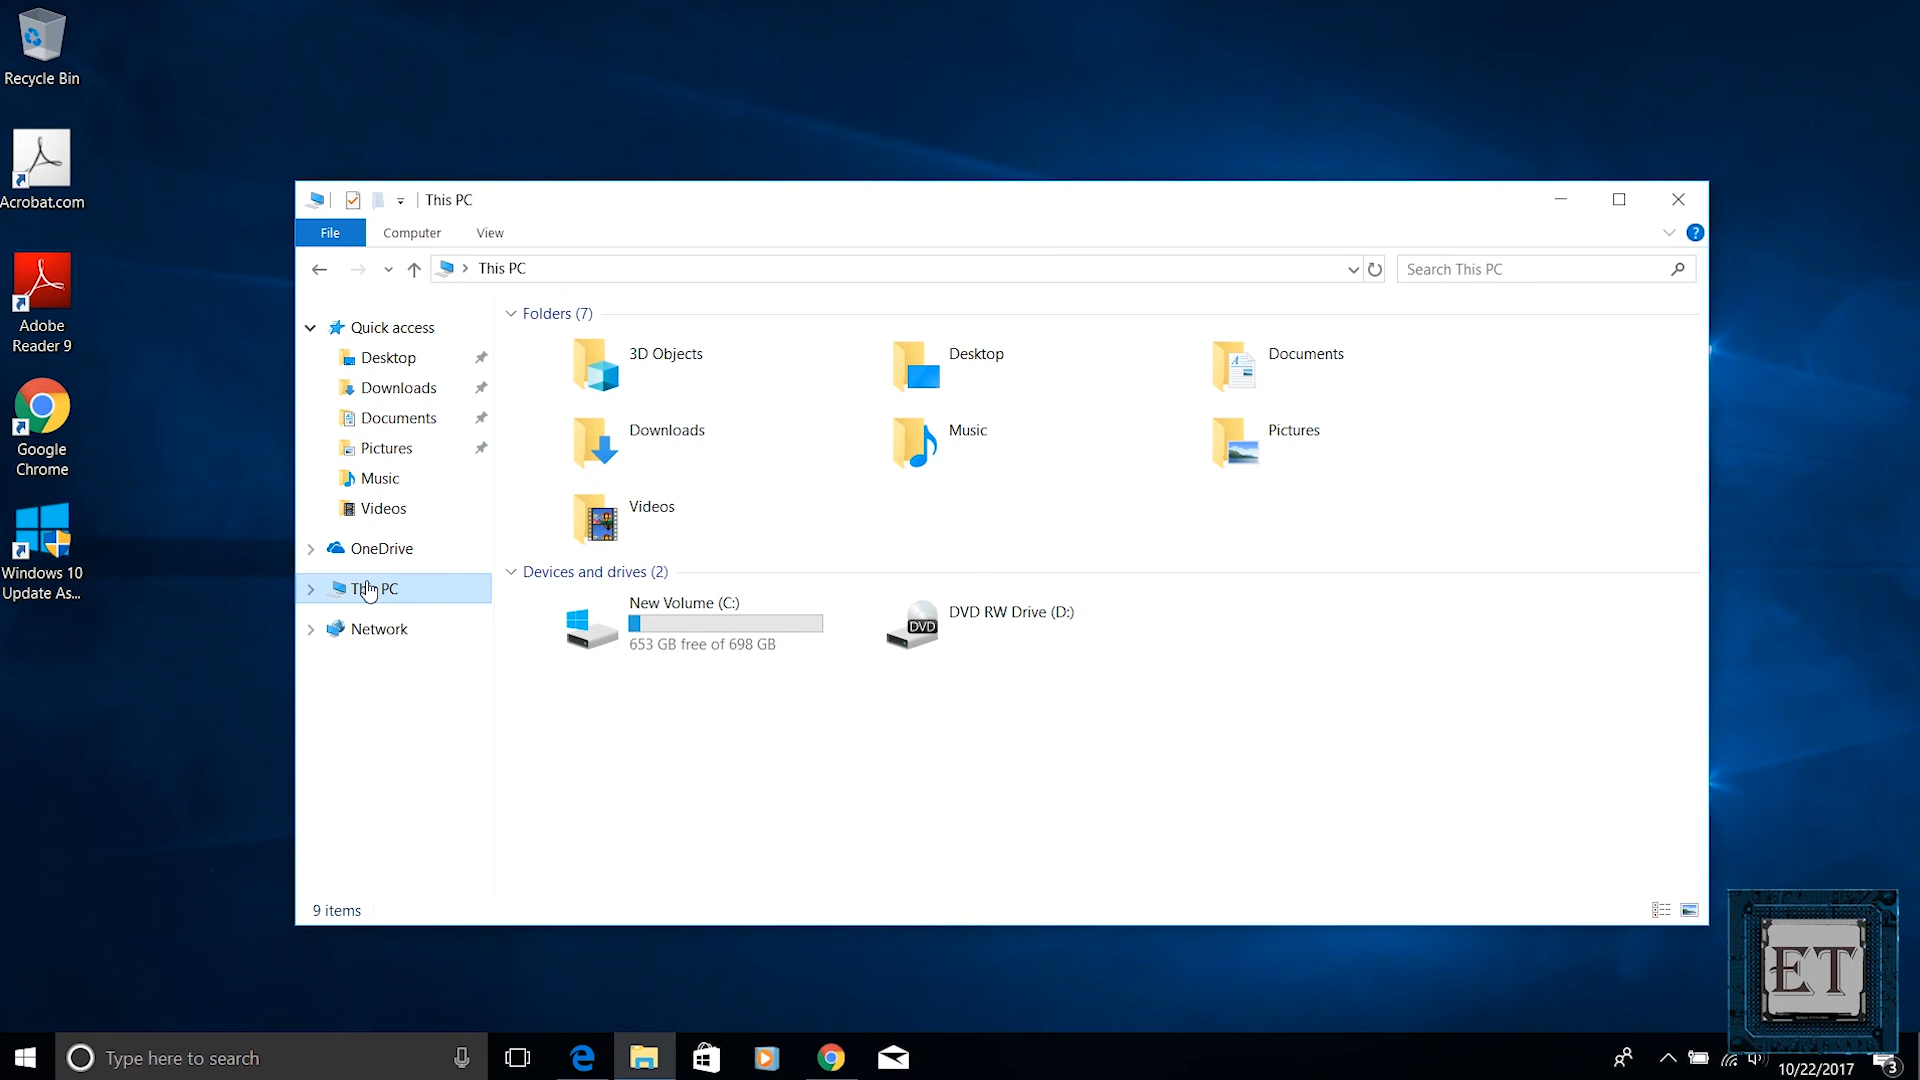 Recycle Bin
Acrobat.com
Adobe
Reader 9
Google
Chrome
Windows 10
Update As...
This PC
File
Computer
View
?
This PC
Search This PC
Quick access
Desktop
Downloads
Documents
Pictures
Music
Videos
OneDrive
This PC
Network
Folders (7)
3D Objects
Desktop
Documents
Downloads
Music
Pictures
Videos
Devices and drives (2)
New Volume (C:)
653 GB free of 698 GB
DVD
DVD RW Drive (D:)
9 items
ET
Type here to search
10/22/2017
3